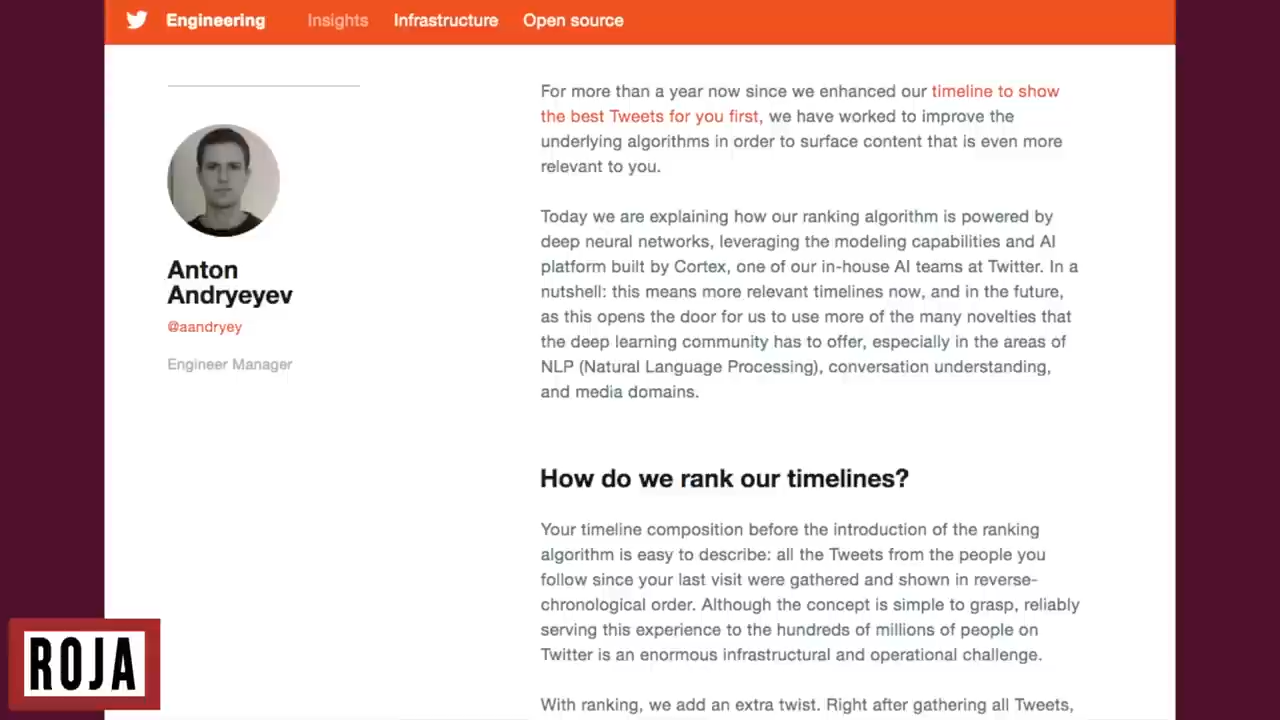 Engineering Insights Infrastructure Open source
Anton
Andryeyev
@aandryey
Engineer Manager
For more than a year now since we enhanced our timeline to show
the best Tweets for you first, we have worked to improve the
underlying algorithms in order to surface content that is even more
relevant to you.
Today we are explaining how our ranking algorithm is powered by
deep neural networks, leveraging the modeling capabilities and AI
platform built by Cortex, one of our in-house AI teams at Twitter. In a
nutshell: this means more relevant timelines now, and in the future,
as this opens the door for us to use more of the many novelties that
the deep learning community has to offer, especially in the areas of
NLP (Natural Language Processing), conversation understanding,
and media domains.
How do we rank our timelines?
Your timeline composition before the introduction of the ranking
algorithm is easy to describe: all the Tweets from the people you
follow since your last visit were gathered and shown in reverse-
chronological order. Although the concept is simple to grasp, reliably
serving this experience to the hundreds of millions of people on
Twitter is an enormous infrastructural and operational challenge.
With ranking, we add an extra twist. Right after gathering all Tweets,
ROJA